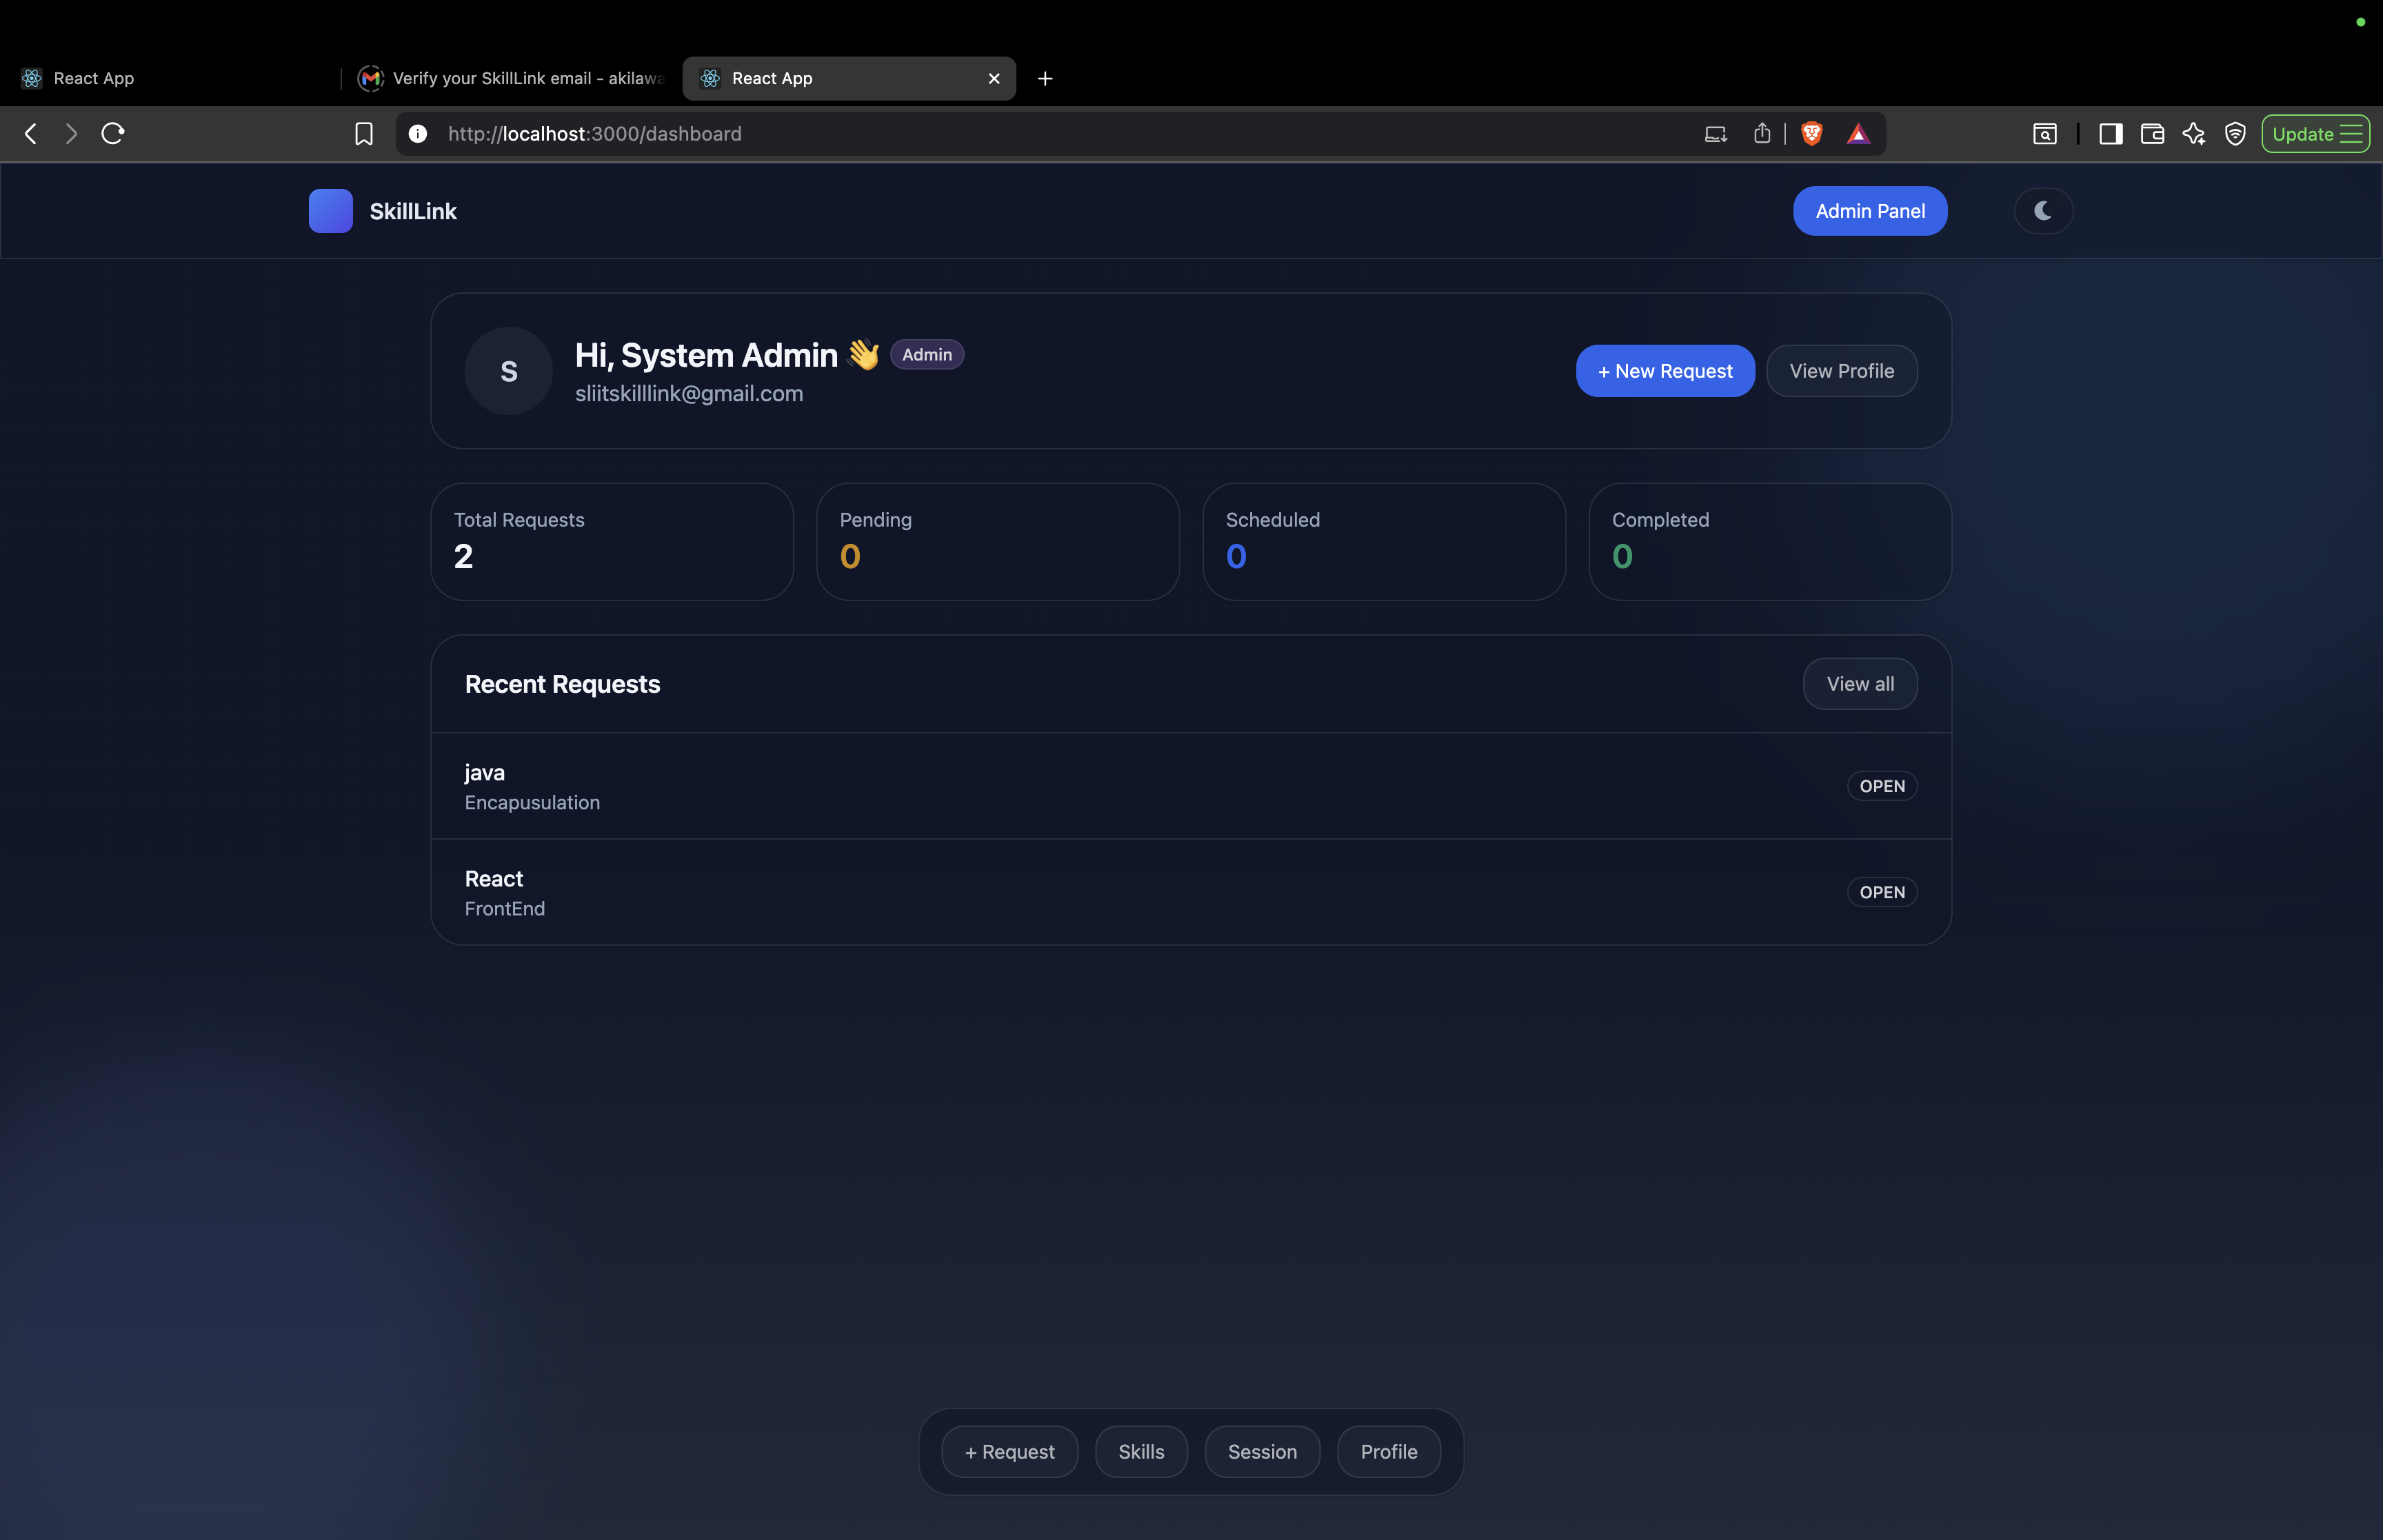 React App
Verify your SkillLink email - akilawa
React App
http://localhost:3000/dashboard
Update
SkillLink
Admin Panel
S
Hi, System Admin 👋 Admin
sliitskilllink@gmail.com
+ New Request
View Profile
Total Requests
2
Pending
0
Scheduled
0
Completed
0
Recent Requests
View all
java
Encapusulation
OPEN
React
FrontEnd
OPEN
+ Request
Skills
Session
Profile